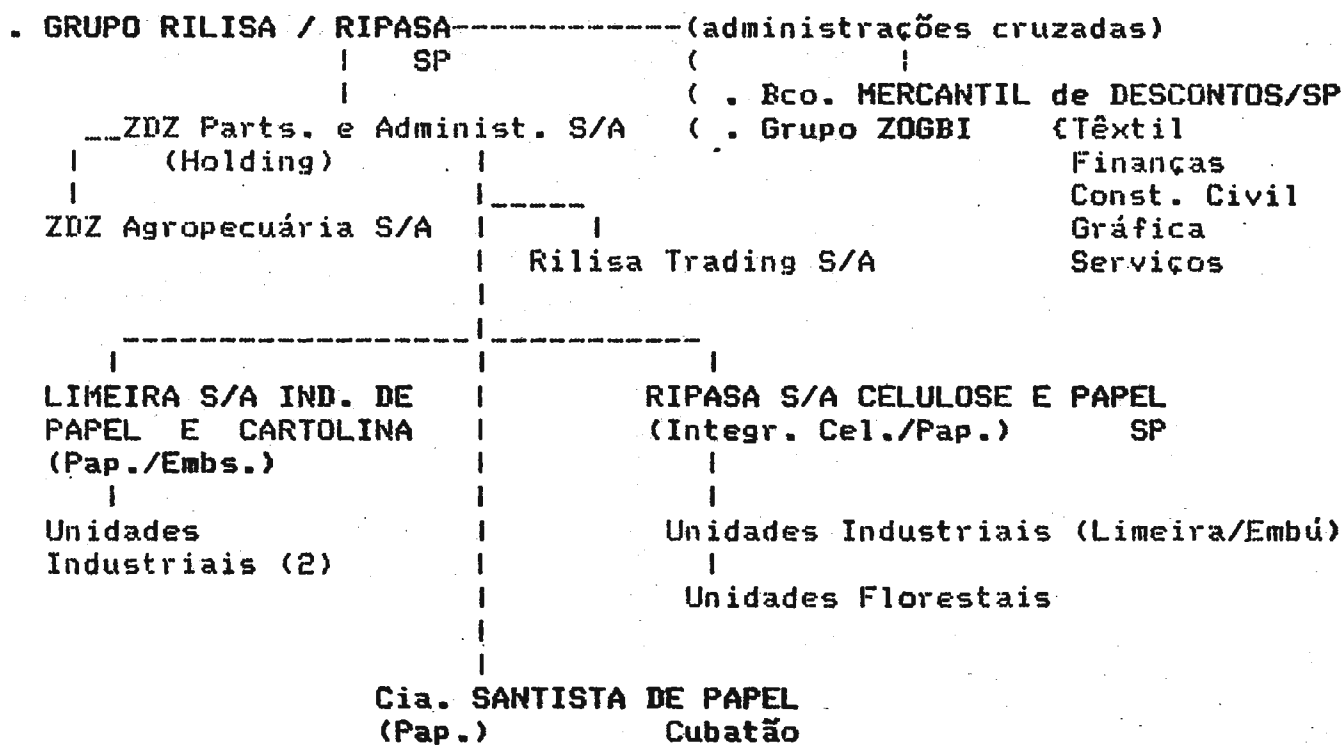 . GRUPO RILISA / RIPASA------------(administrações cruzadas)
| SP ( |
| ( . Bco. MERCANTIL de DESCONTOS/SP
__ZDZ Parts. e Administ. S/A ( . Grupo ZOGBI (Têxtil
| (Holding) | Finanças
| |_____ Const. Civil
ZDZ Agropecuária S/A | | Gráfica
| Rilisa Trading S/A Serviços
|
-------------------|------------
| | |
LIMEIRA S/A IND. DE | RIPASA S/A CELULOSE E PAPEL
PAPEL E CARTOLINA | (Integr. Cel./Pap.) SP
(Pap./Embs.) | |
| | |
Unidades | Unidades Industriais (Limeira/Embú)
Industriais (2) | |
| Unidades Florestais
|
|
Cia. SANTISTA DE PAPEL
(Pap.) Cubatão